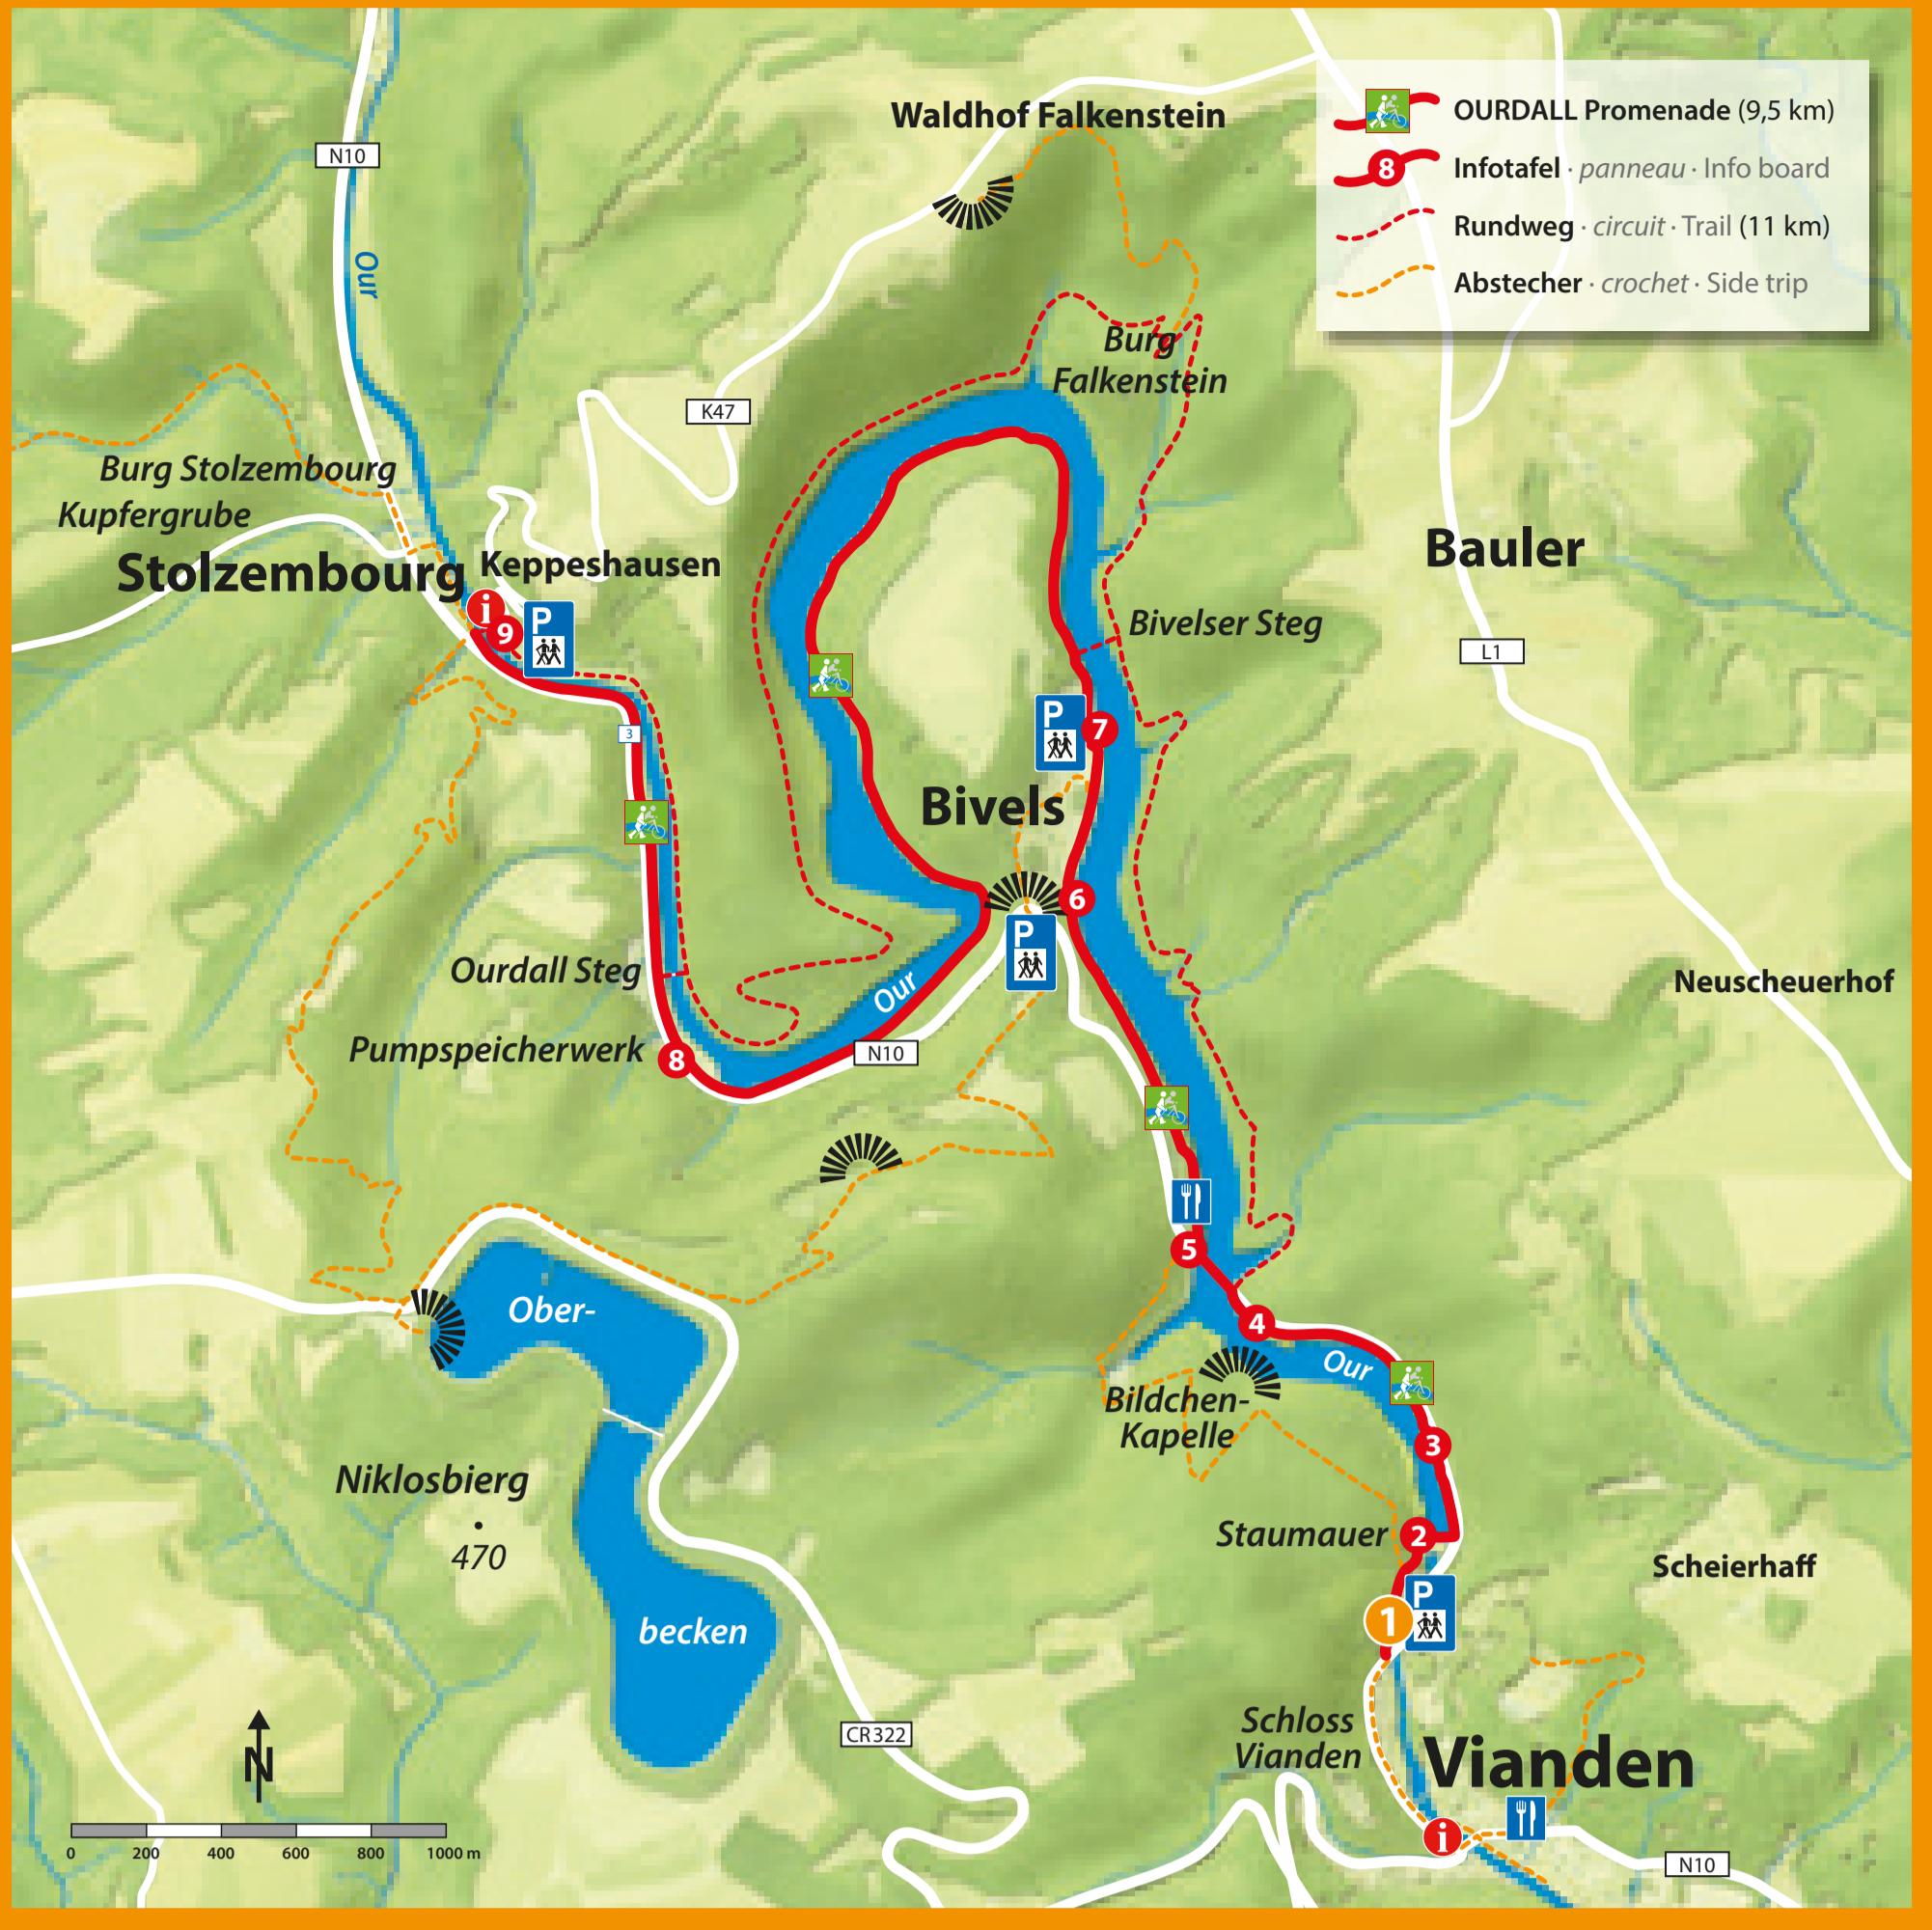 Waldhof Falkenstein
OURDALL Promenade (9,5 km)
8 Infotafel · panneau · Info board
Rundweg · circuit · Trail (11 km)
Abstecher · crochet · Side trip
N10
Our
Burg
Falkenstein
K47
Burg Stolzembourg
Kupfergrube
Stolzembourg
Keppeshausen
Bauler
i
9
P
Bivelser Steg
L1
3
P
7
Bivels
6
P
Ourdall Steg
Our
Neuscheuerhof
Pumpspeicherwerk
8
N10
5
Ober-
4
Our
Bildchen-
Kapelle
3
Niklosbierg
470
Staumauer
2
Scheierhaff
P
1
becken
Schloss
Vianden
CR322
Vianden
N
i
N10
0 200 400 600 800 1000 m